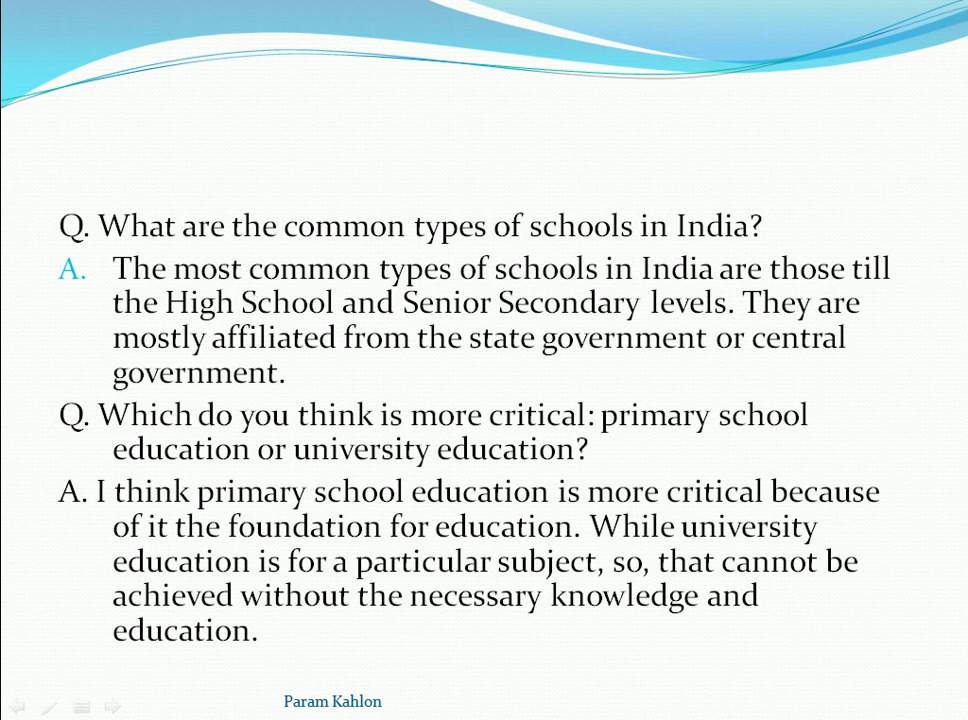 Q. What are the common types of schools in India?
A. The most common types of schools in India are those till
the High School and Senior Secondary levels. They are
mostly affiliated from the state government or central
government.
Q. Which do you think is more critical: primary school
education or university education?
A. I think primary school education is more critical because
of it the foundation for education. While university
education is for a particular subject, so, that cannot be
achieved without the necessary knowledge and
education.
Param Kahlon